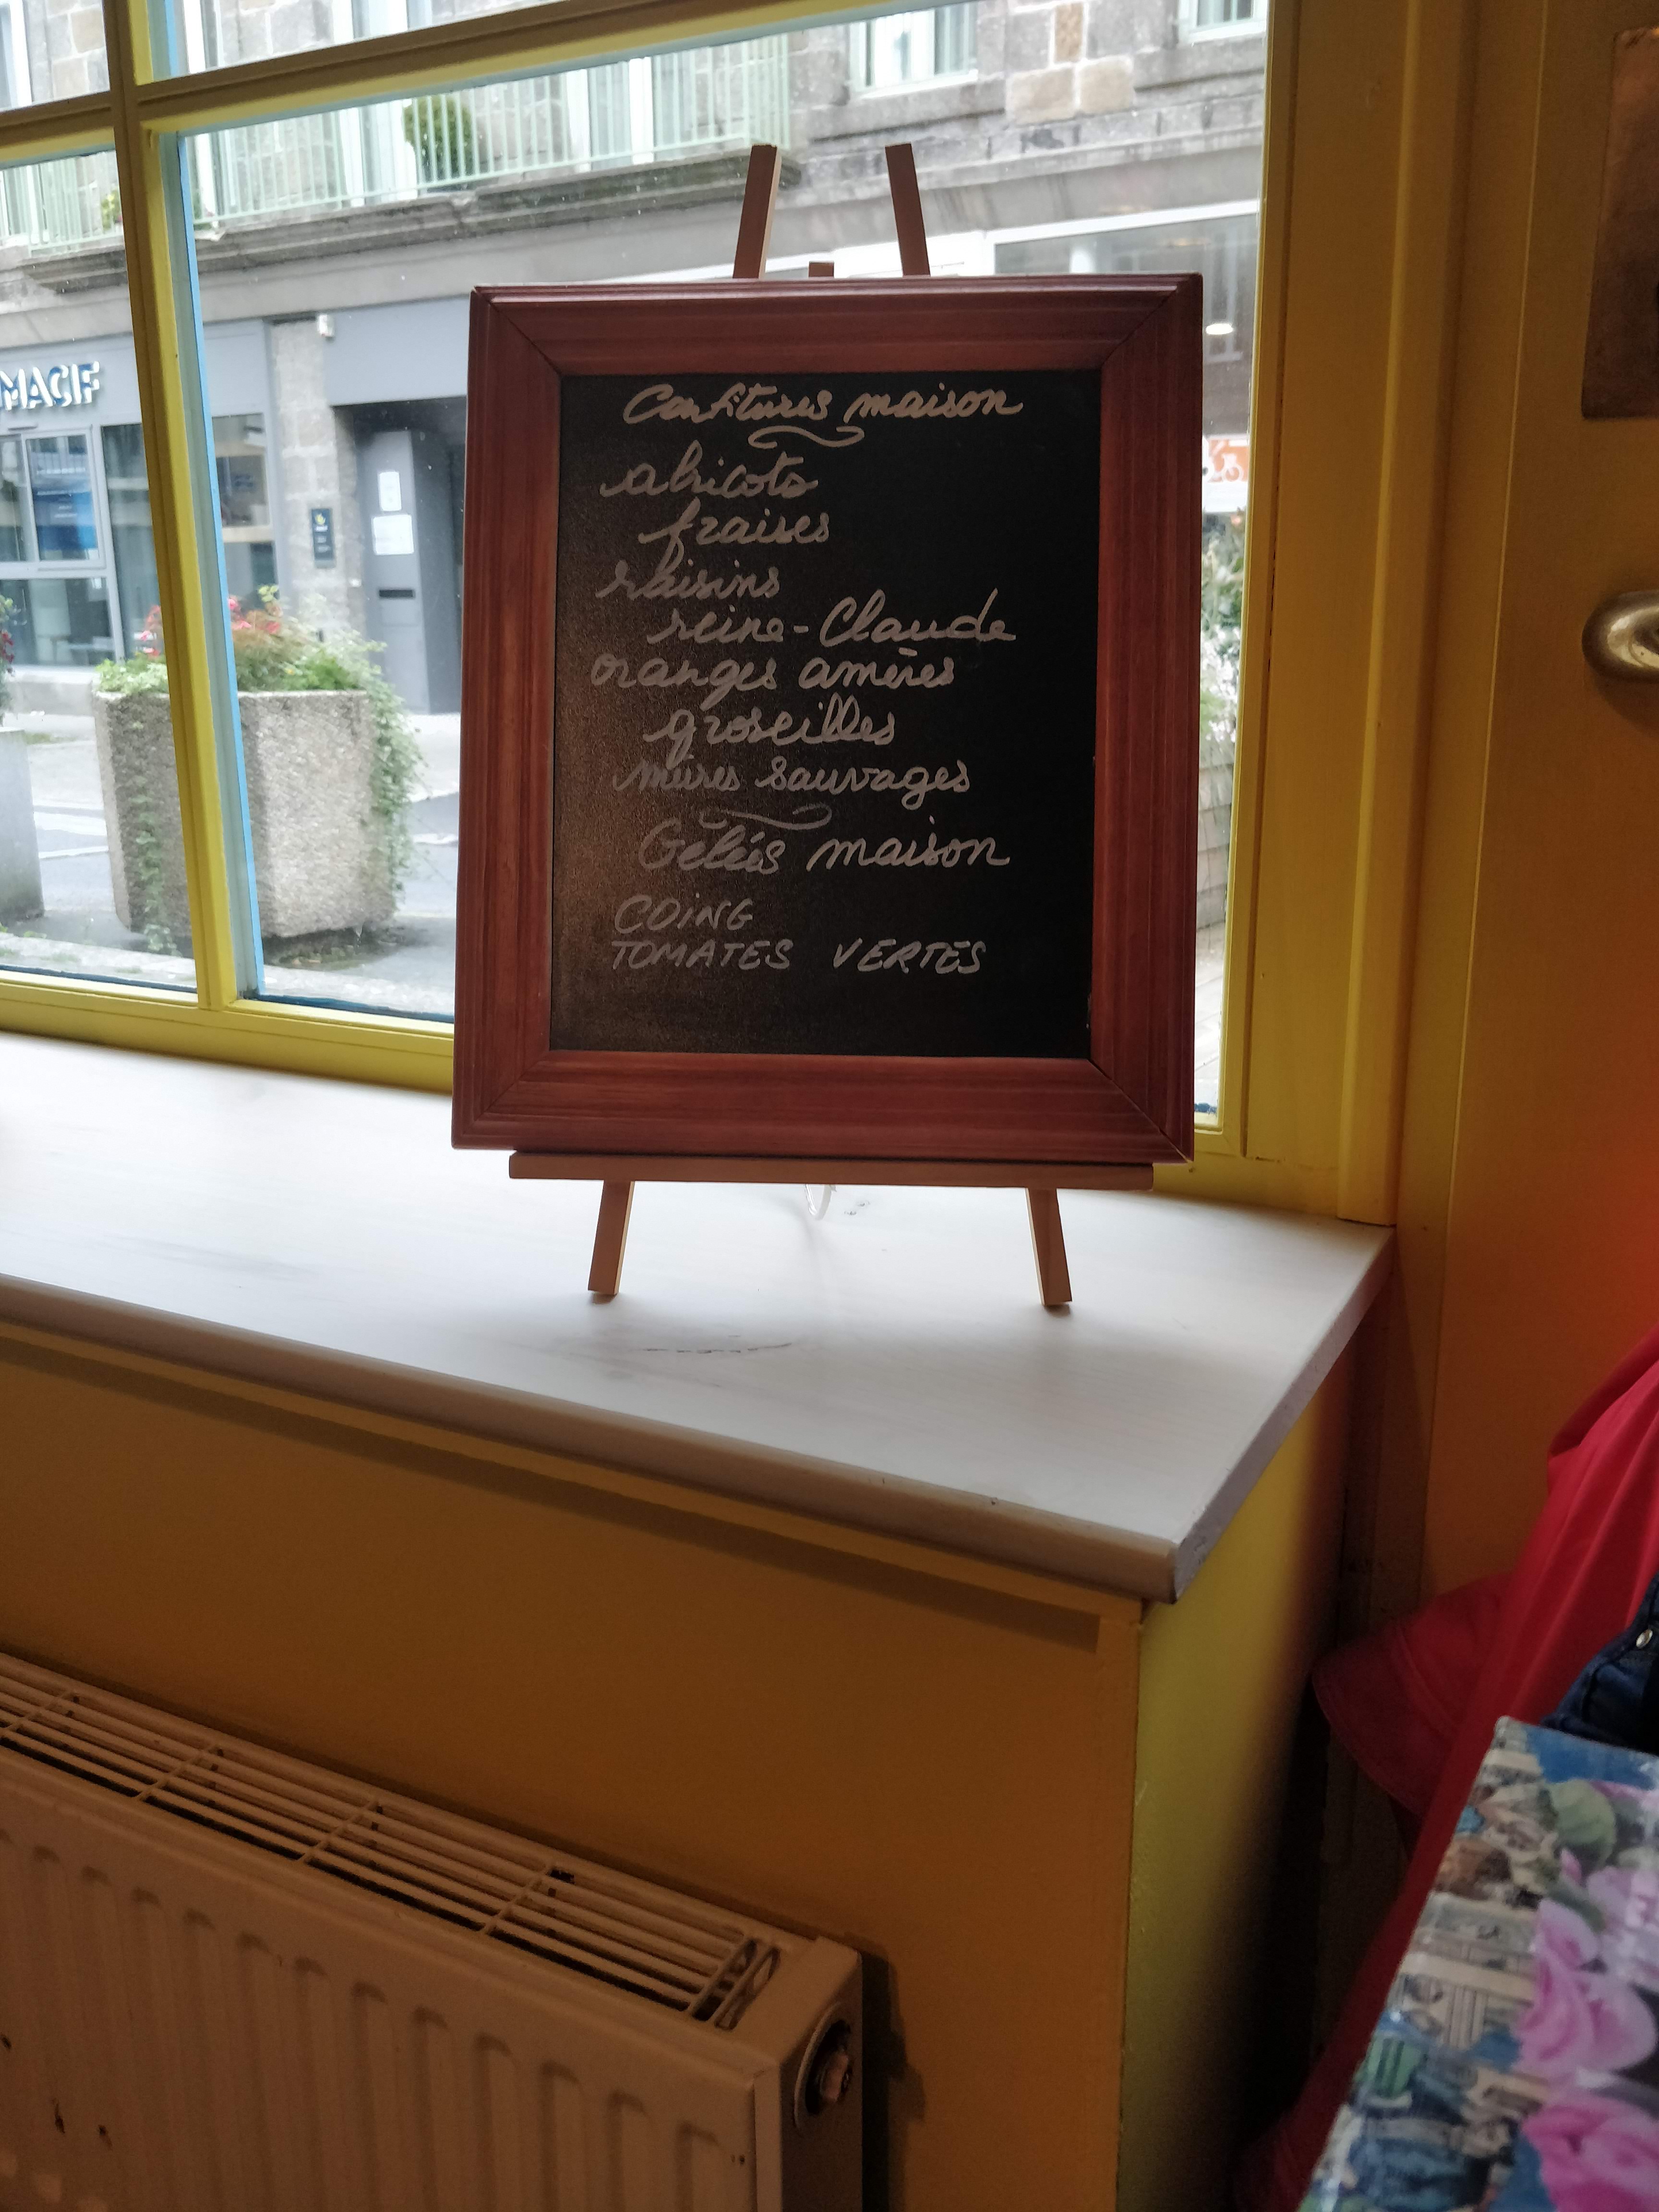 MACIF
Confitures maison
abricots
fraises
raisins
reine-Claude
oranges amères
groseilles
mûres sauvages
Gelées maison
COING
TOMATES VERTES